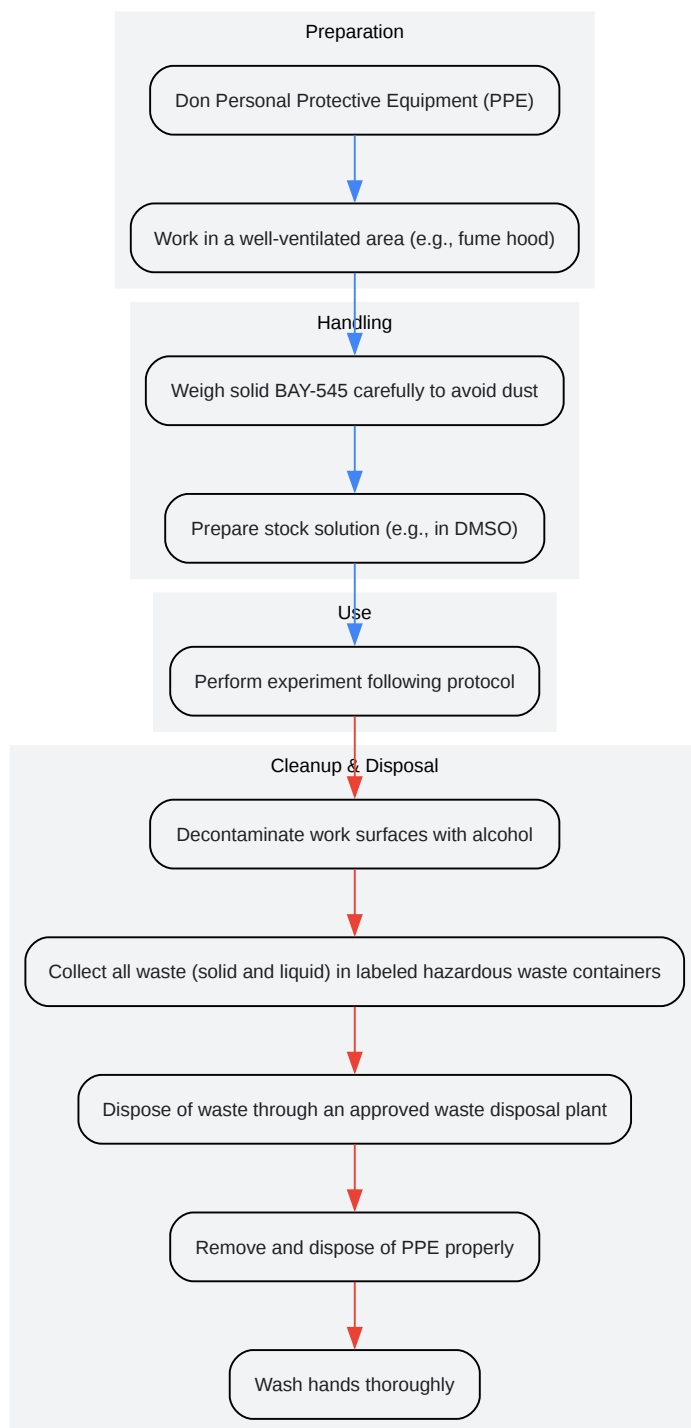 Preparation
Don Personal Protective Equipment (PPE)
Work in a well-ventilated area (e.g., fume hood)
Handling
Weigh solid BAY-545 carefully to avoid dust
Prepare stock solution (e.g., in DMSO)
Use
Perform experiment following protocol
Cleanup & Disposal
Decontaminate work surfaces with alcohol
Collect all waste (solid and liquid) in labeled hazardous waste containers
Dispose of waste through an approved waste disposal plant
Remove and dispose of PPE properly
Wash hands thoroughly